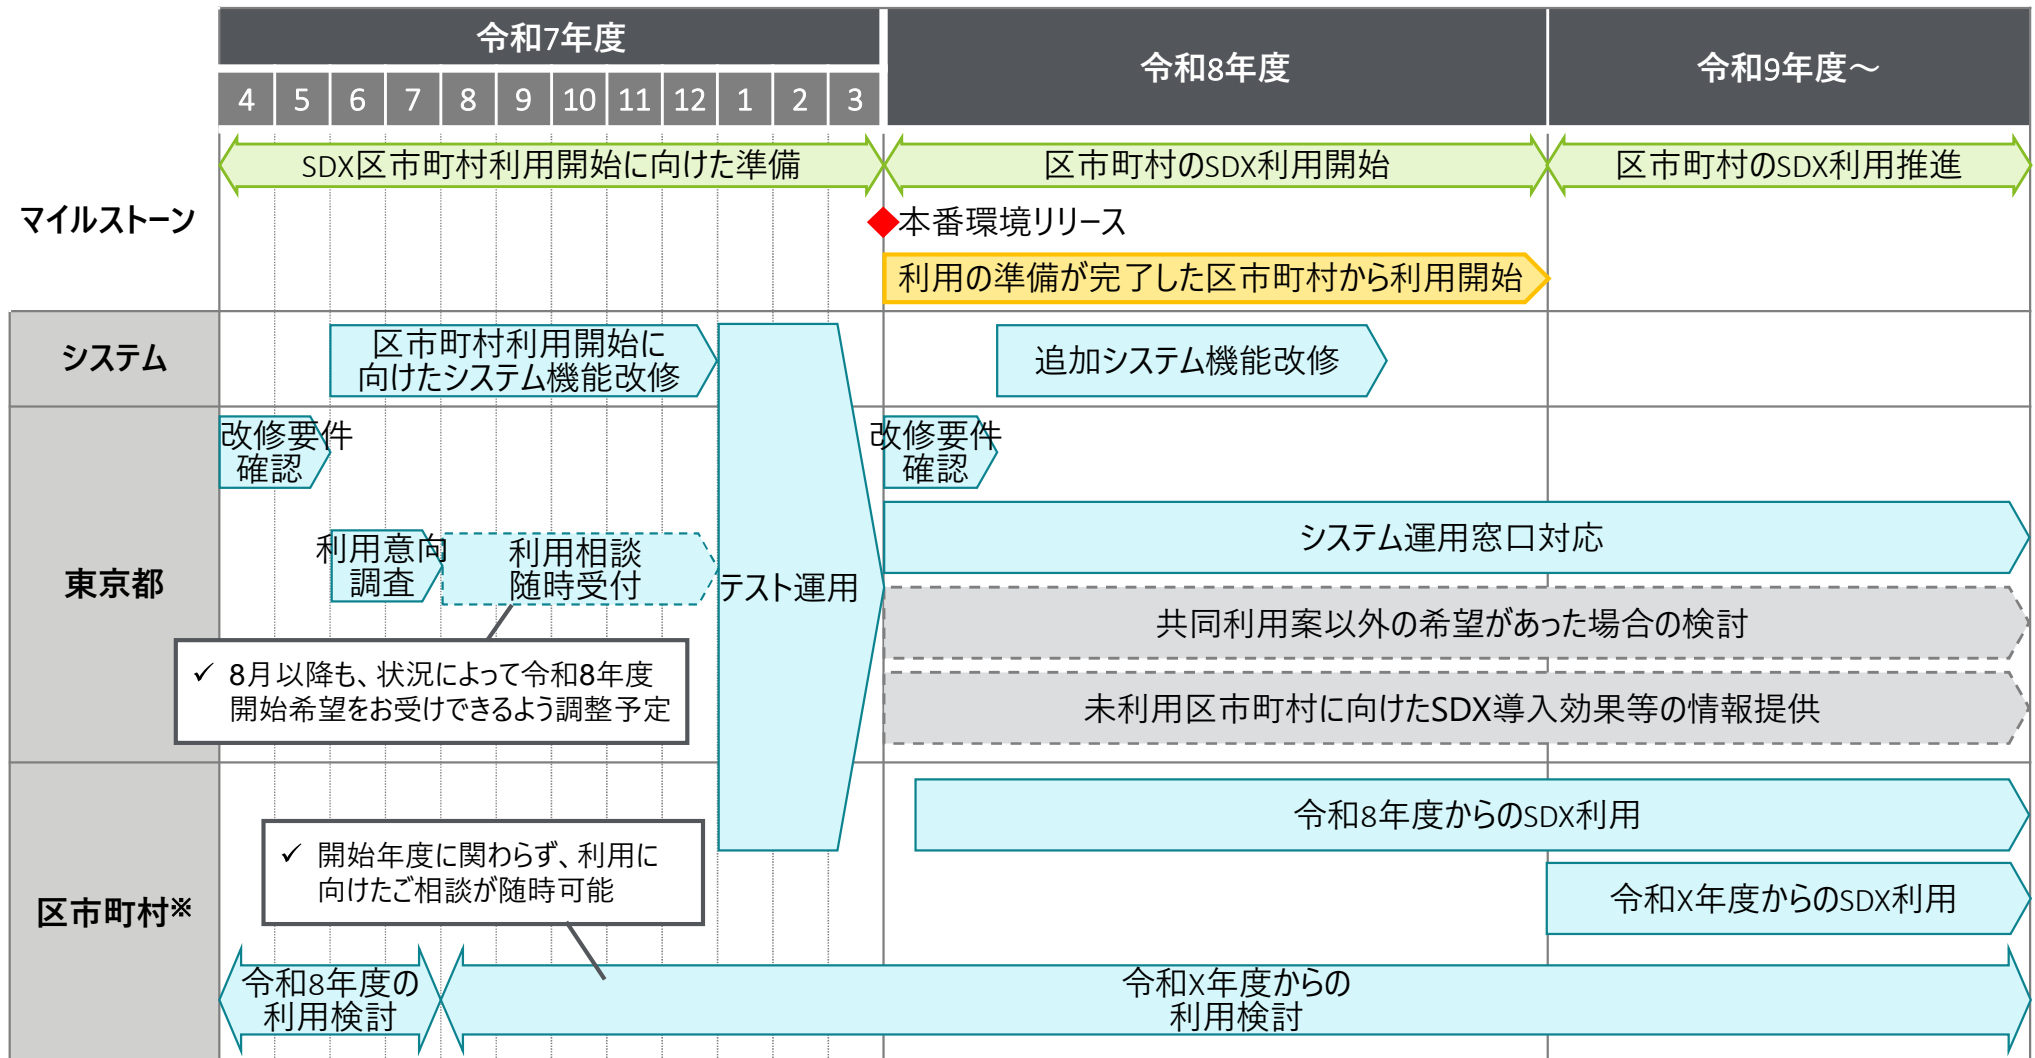 令和7年度
令和8年度
令和9年度～
4 5 6 7 8 9 10 11 12 1 2 3
マイルストーン
SDX区市町村利用開始に向けた準備
区市町村のSDX利用開始
区市町村のSDX利用推進
本番環境リリース
利用の準備が完了した区市町村から利用開始
システム
区市町村利用開始に
向けたシステム機能改修
追加システム機能改修
東京都
改修要件
確認
改修要件
確認
利用意向
調査
利用相談
随時受付
テスト運用
システム運用窓口対応
共同利用案以外の希望があった場合の検討
未利用区市町村に向けたSDX導入効果等の情報提供
✓ 8月以降も、状況によって令和8年度
開始希望をお受けできるよう調整予定
区市町村※
令和8年度からのSDX利用
令和X年度からのSDX利用
✓ 開始年度に関わらず、利用に
向けたご相談が随時可能
令和8年度の
利用検討
令和X年度からの
利用検討